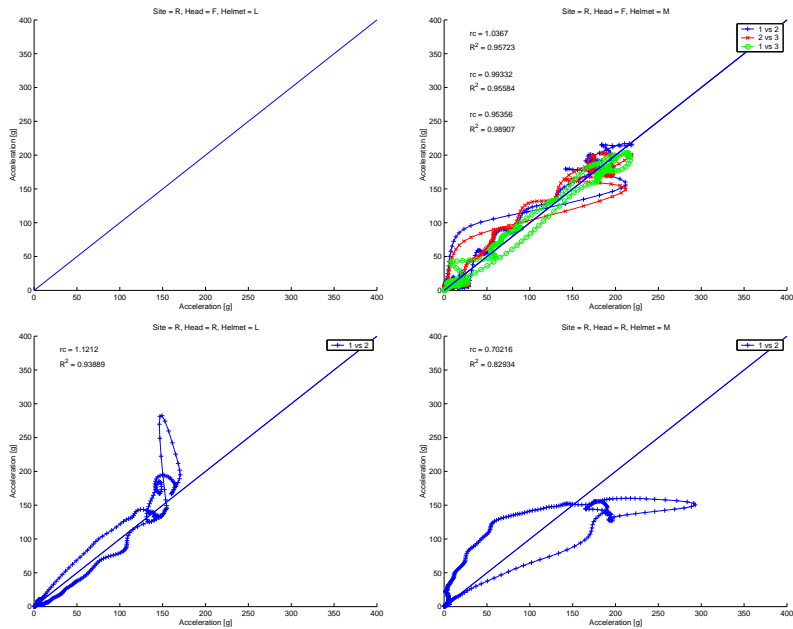 Site = R, Head = F, Helmet = L
400
350
300
250
200
150
100
50
0
Acceleration [g]
0 50 100 150 200 250 300 350 400
Acceleration [g]
Site = R, Head = F, Helmet = M
rc = 1.0367
R² = 0.95723
rc = 0.99332
R² = 0.95584
rc = 0.95356
R² = 0.98907
1 vs 2
2 vs 3
1 vs 3
400
350
300
250
200
150
100
50
0
Acceleration [g]
0 50 100 150 200 250 300 350 400
Acceleration [g]
Site = R, Head = R, Helmet = L
rc = 1.1212
R² = 0.93889
1 vs 2
400
350
300
250
200
150
100
50
0
Acceleration [g]
0 50 100 150 200 250 300 350 400
Acceleration [g]
Site = R, Head = R, Helmet = M
rc = 0.70216
R² = 0.82934
1 vs 2
400
350
300
250
200
150
100
50
0
Acceleration [g]
0 50 100 150 200 250 300 350 400
Acceleration [g]